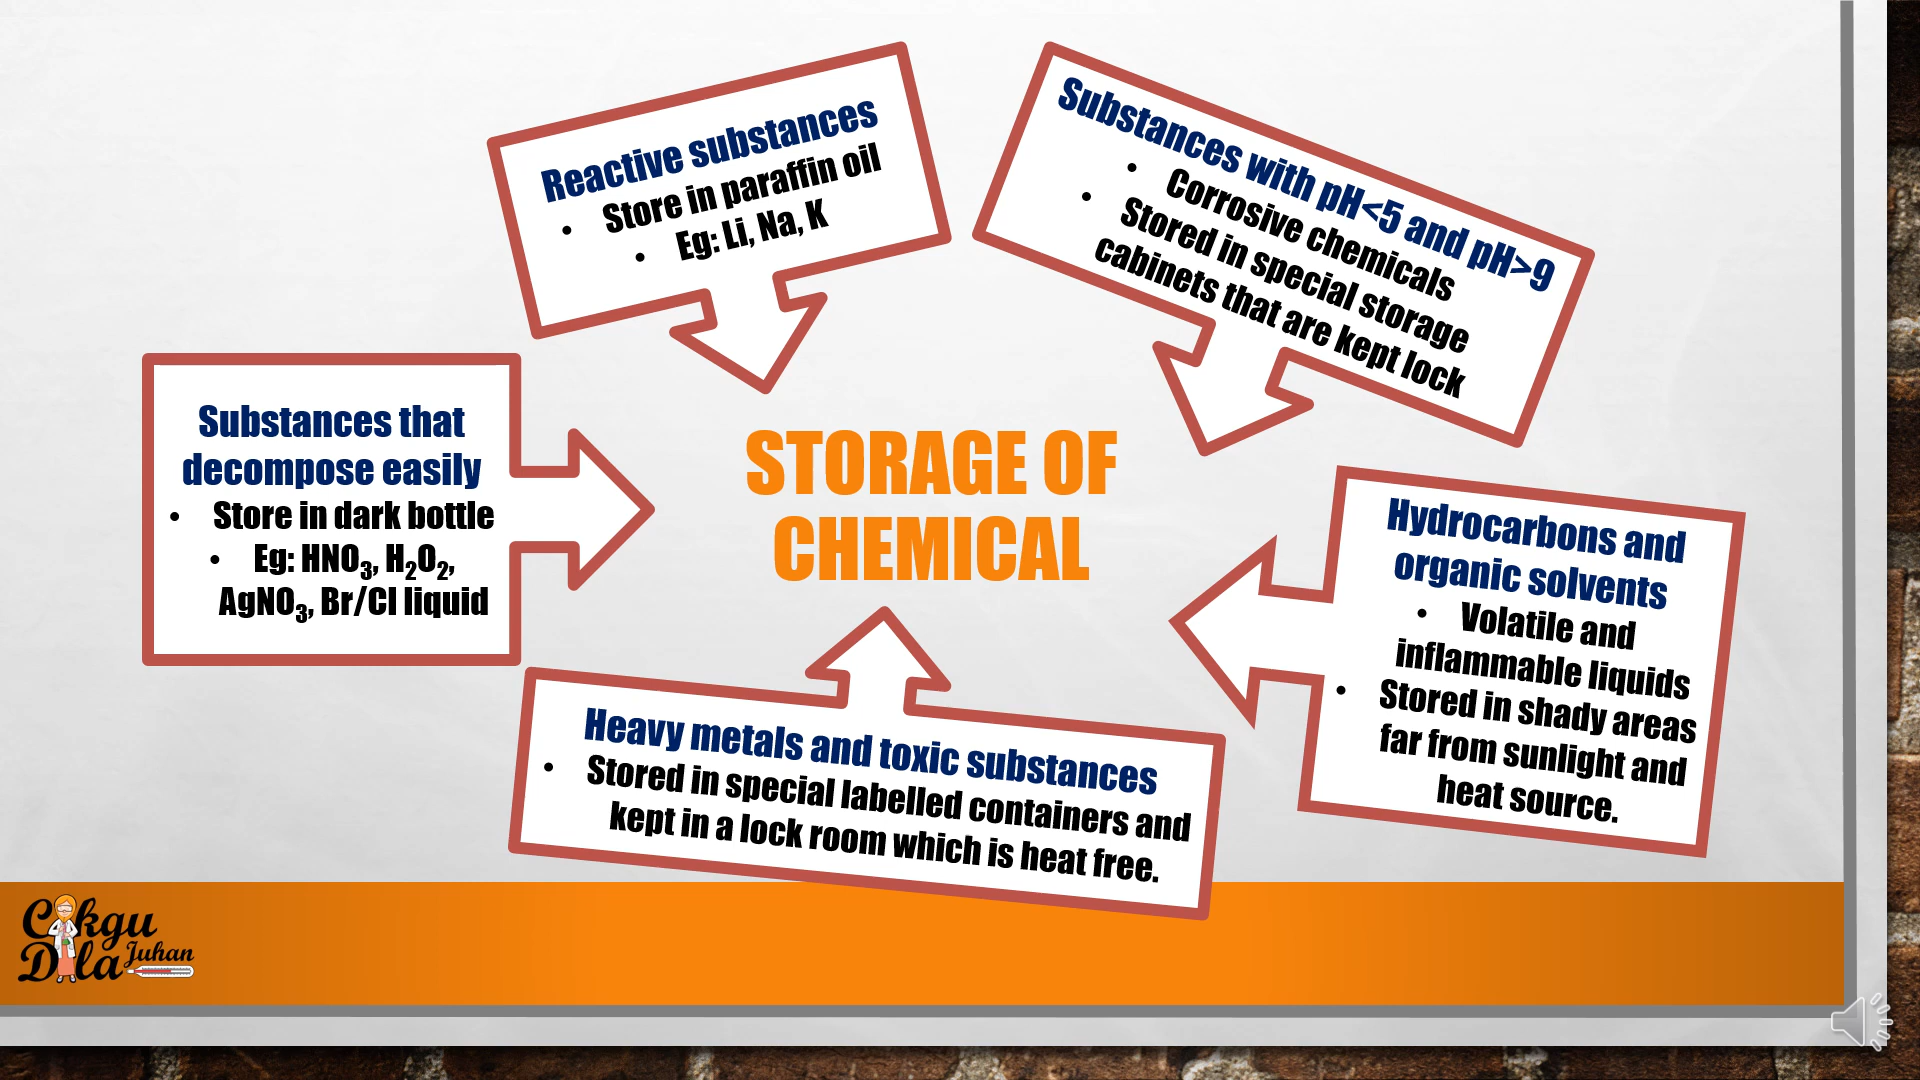 Reactive substances
• Store in paraffin oil
• Eg: Li, Na, K
Substances with pH<5 and pH>9
• Corrosive chemicals
• Stored in special storage
cabinets that are kept lock
Substances that
decompose easily
• Store in dark bottle
• Eg: HNO₃, H₂O₂,
AgNO₃, Br/Cl liquid
STORAGE OF
CHEMICAL
Hydrocarbons and
organic solvents
• Volatile and
inflammable liquids
• Stored in shady areas
far from sunlight and
heat source.
Heavy metals and toxic substances
• Stored in special labelled containers and
kept in a lock room which is heat free.
Cikgu
Dila Juhan